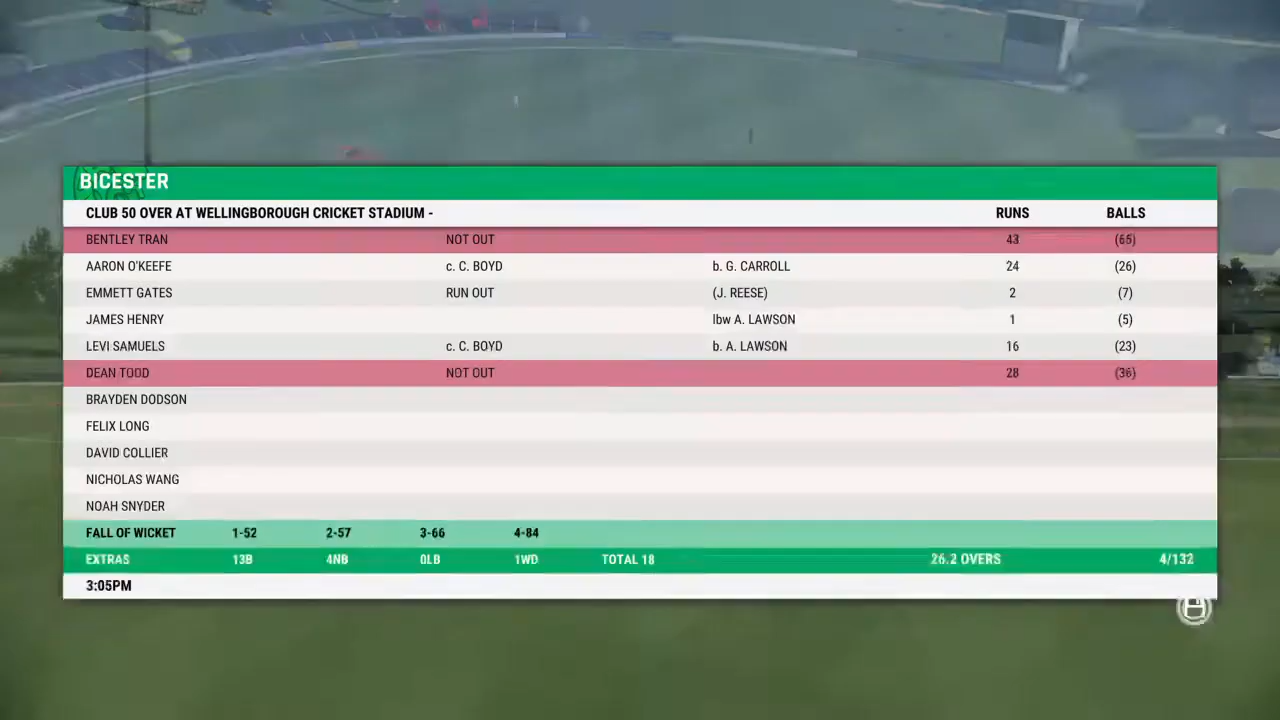 BICESTER
CLUB 50 OVER AT WELLINGBOROUGH CRICKET STADIUM - RUNS BALLS
BENTLEY TRAN NOT OUT 43 (65)
AARON O'KEEFE c. C. BOYD b. G. CARROLL 24 (26)
EMMETT GATES RUN OUT (J. REESE) 2 (7)
JAMES HENRY lbw A. LAWSON 1 (5)
LEVI SAMUELS c. C. BOYD b. A. LAWSON 16 (23)
DEAN TODD NOT OUT 28 (36)
BRAYDEN DODSON
FELIX LONG
DAVID COLLIER
NICHOLAS WANG
NOAH SNYDER
FALL OF WICKET 1-52 2-57 3-66 4-84
EXTRAS 13B 4NB 0LB 1WD TOTAL 18 26.2 OVERS 4/132
3:05PM